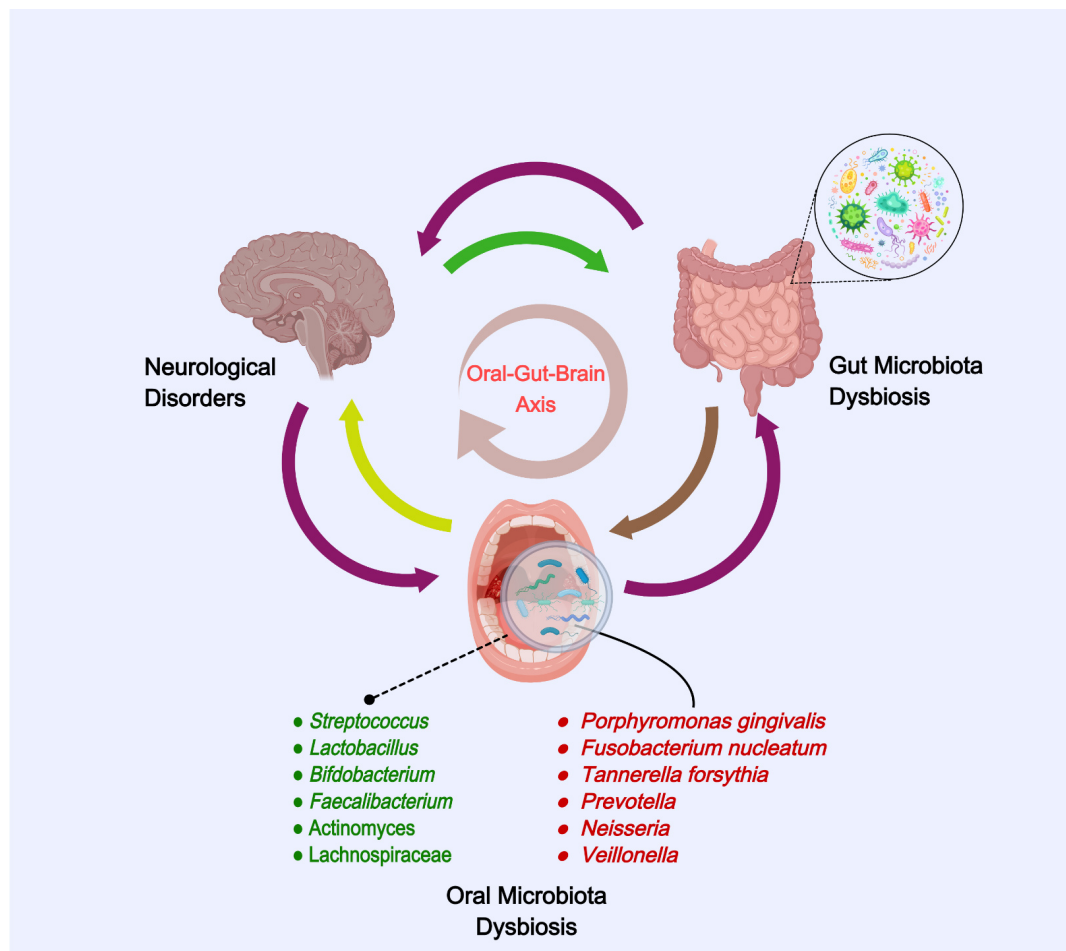 Neurological
Disorders
Oral-Gut-Brain
Axis
Gut Microbiota
Dysbiosis
• Streptococcus
• Lactobacillus
• Bifdobacterium
• Faecalibacterium
• Actinomyces
• Lachnospiraceae
• Porphyromonas gingivalis
• Fusobacterium nucleatum
• Tannerella forsythia
• Prevotella
• Neisseria
• Veillonella
Oral Microbiota
Dysbiosis